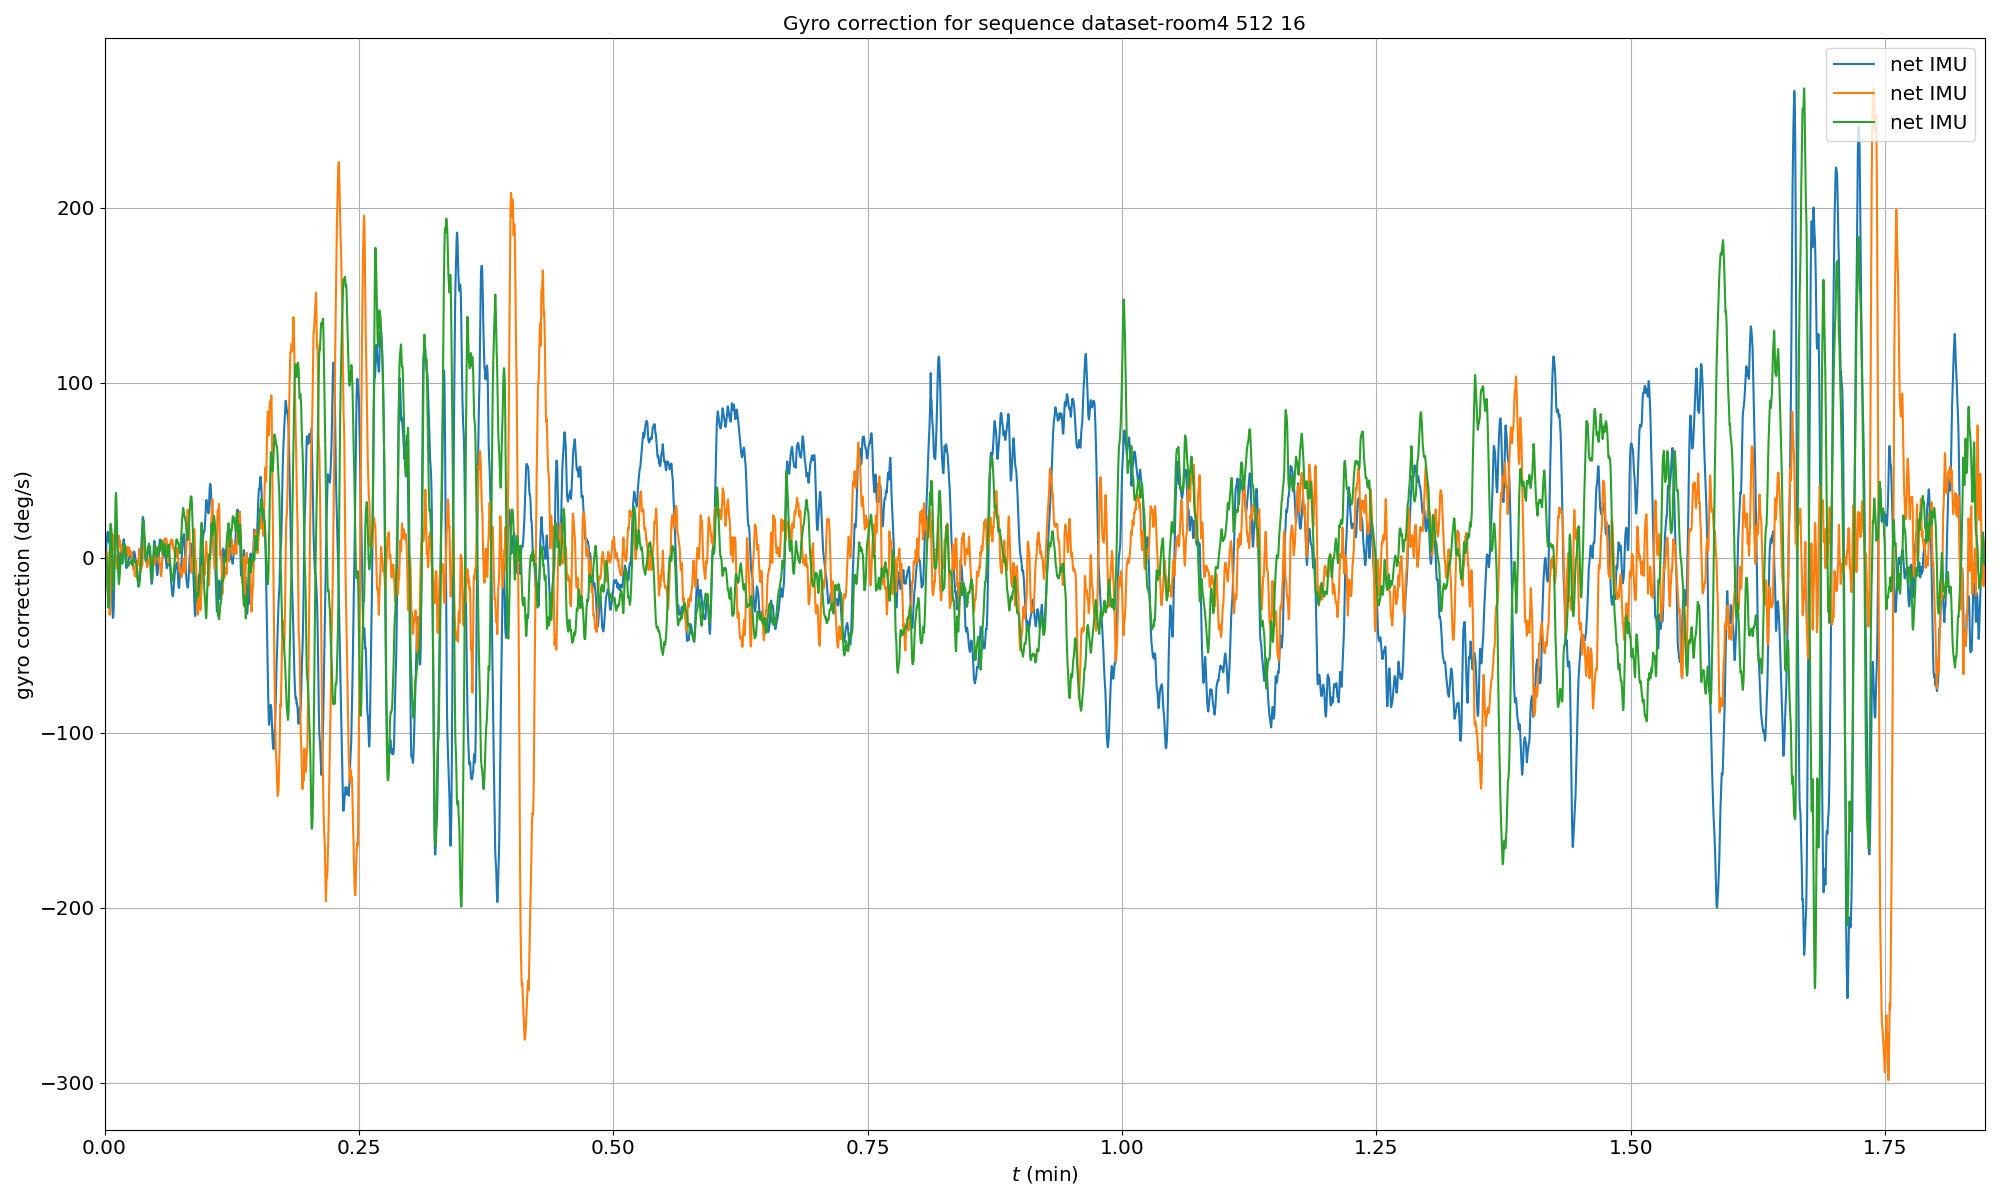 Gyro correction for sequence dataset-room4 512 16
net IMU
net IMU
net IMU
gyro correction (deg/s)
200
100
0
−100
−200
−300
0.00 0.25 0.50 0.75 1.00 1.25 1.50 1.75
t (min)